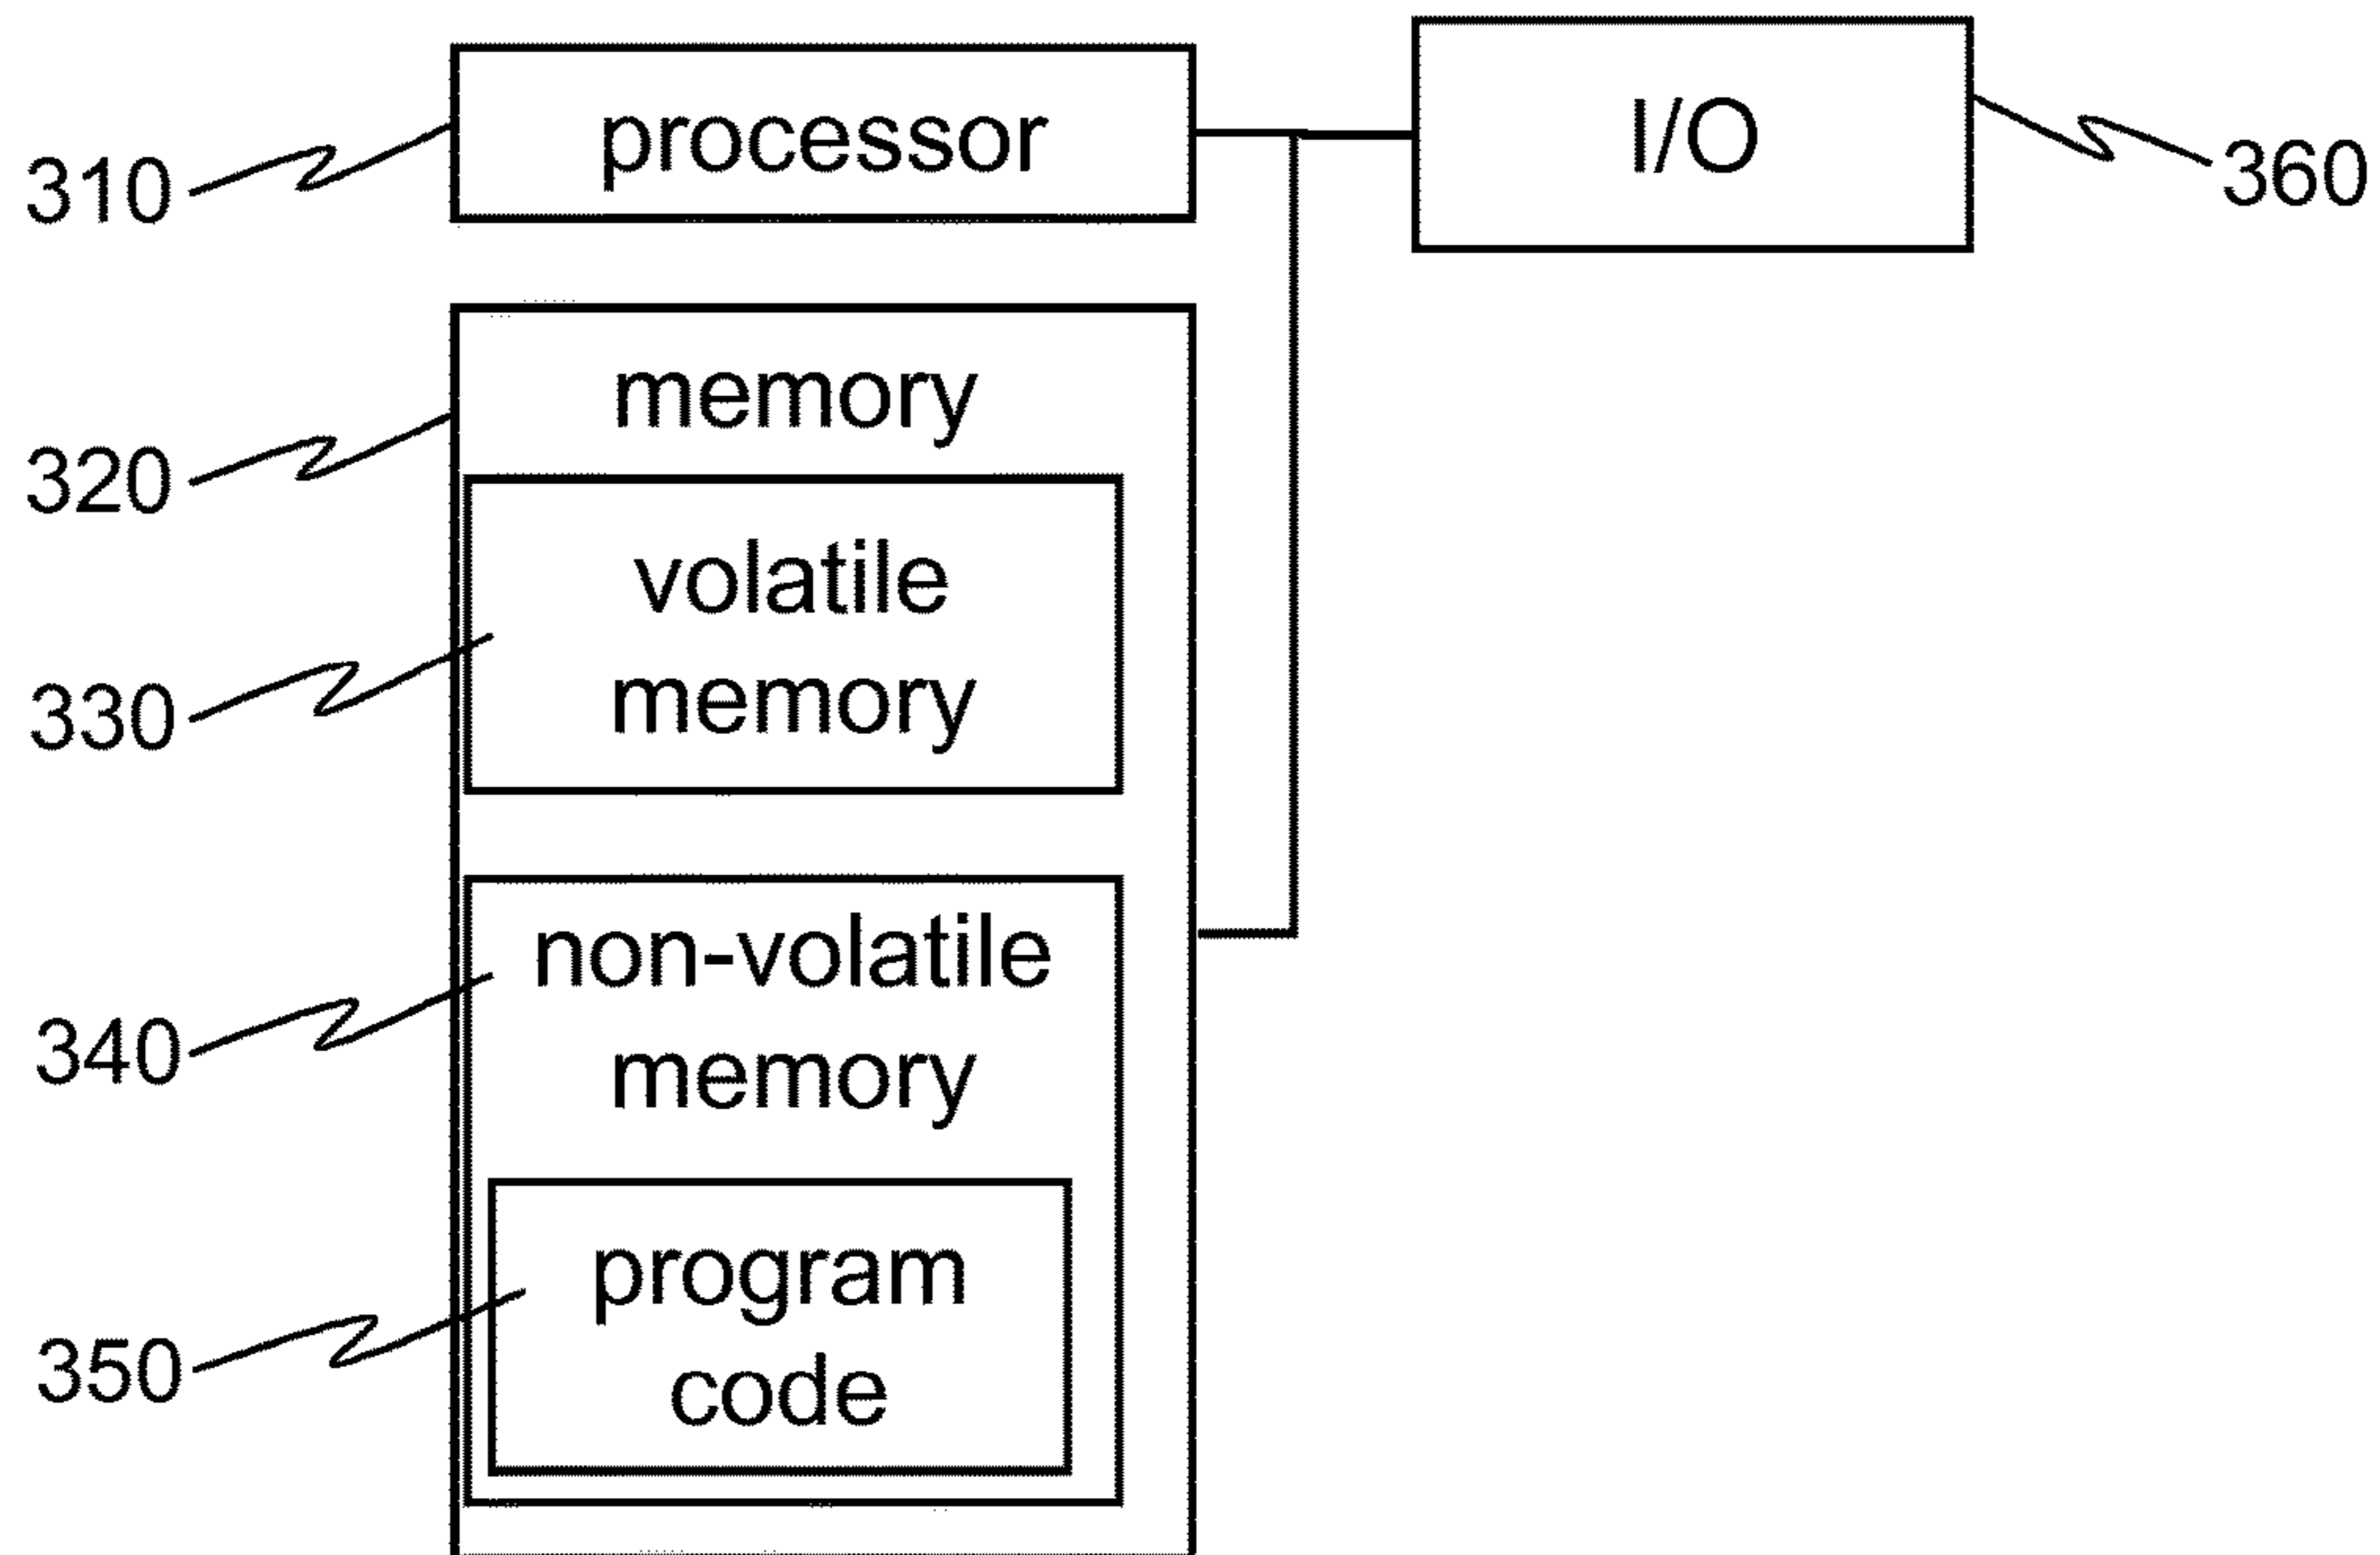 processor
I/O
310
360
memory
320
volatile
memory
330
non-volatile
memory
340
program
code
350